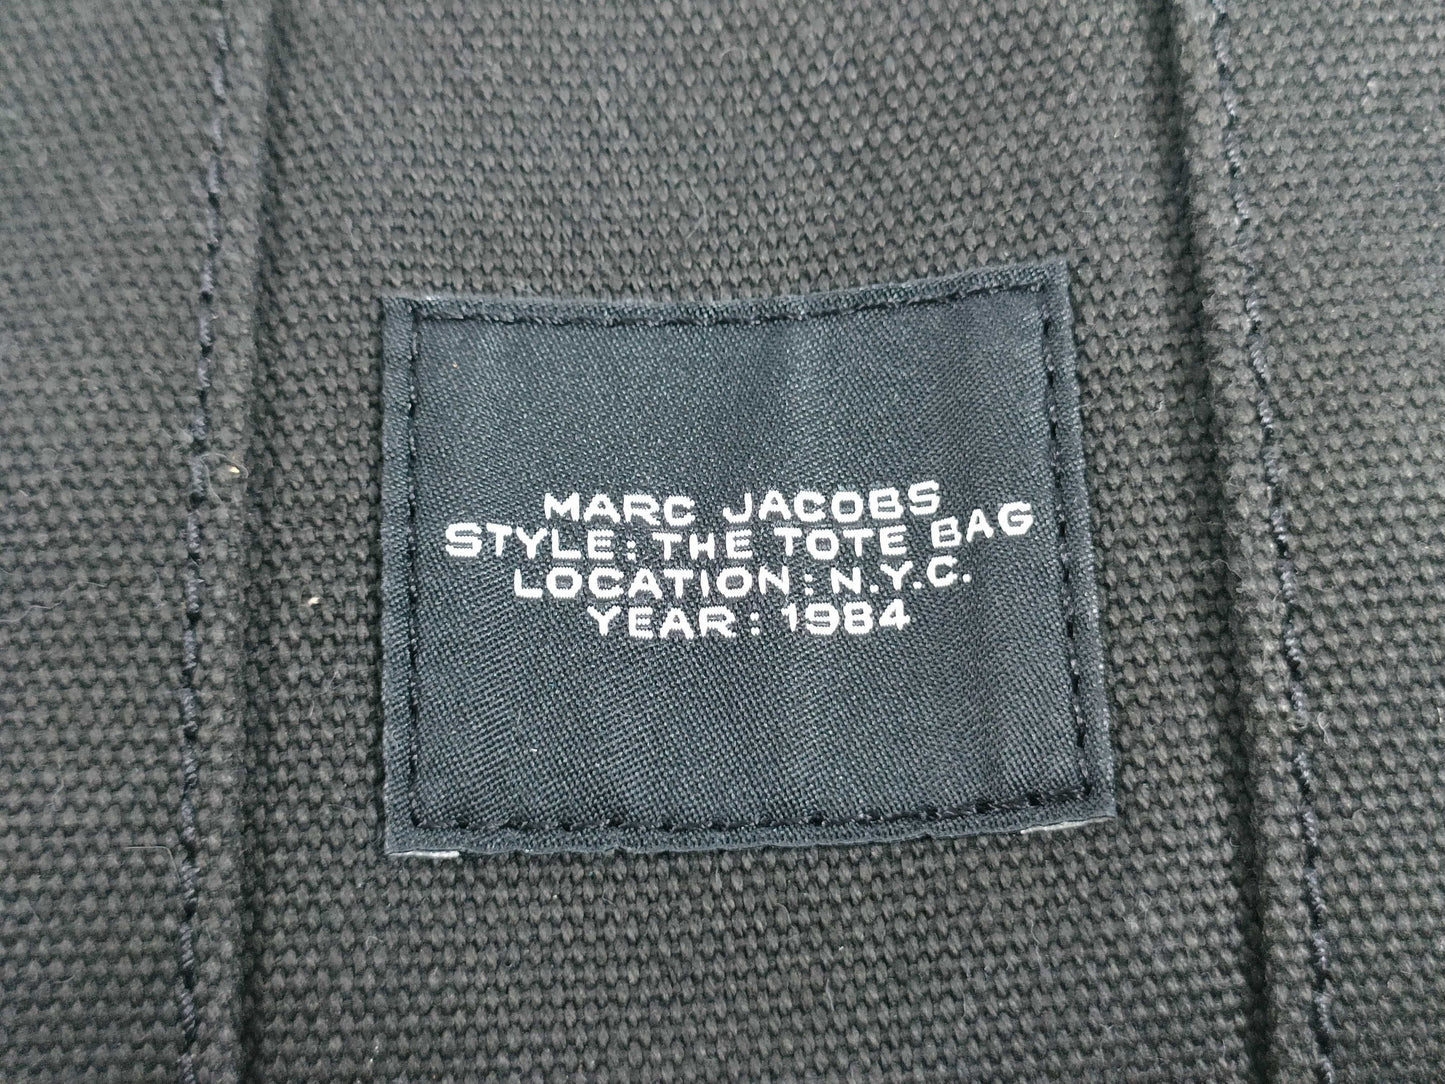 MARC JACOBS
STYLE: THE TOTE BAG
LOCATION: N.Y.C.
YEAR: 1984